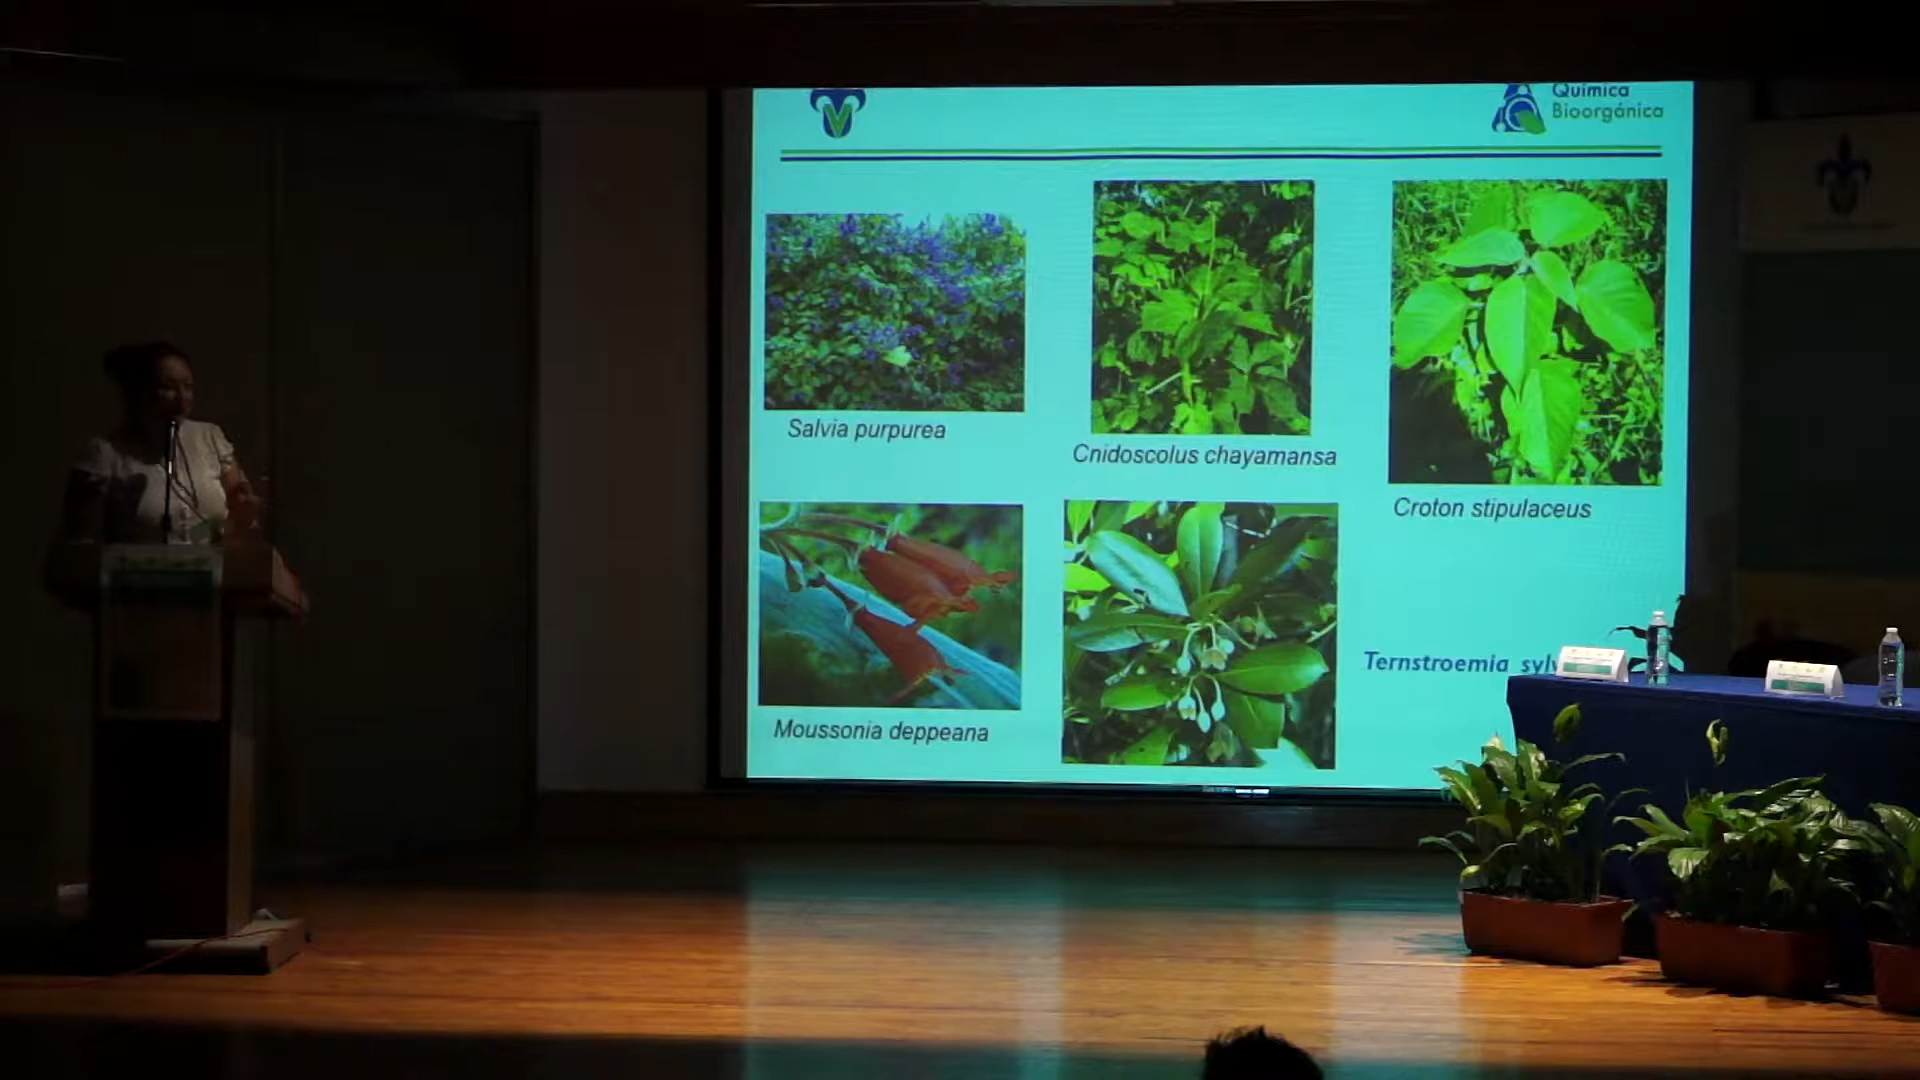 Química
Bioorgánica
Salvia purpurea
Cnidoscolus chayamansa
Croton stipulaceus
Moussonia deppeana
Ternstroemia